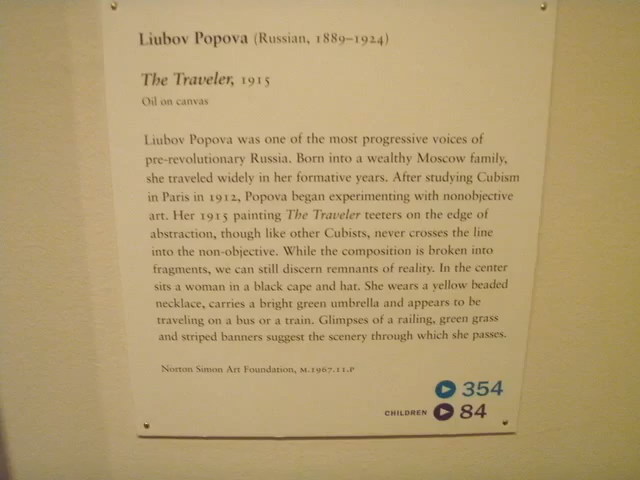 Liubov Popova (Russian, 1889–1924)
The Traveler, 1915
Oil on canvas
Liubov Popova was one of the most progressive voices of
pre-revolutionary Russia. Born into a wealthy Moscow family,
she traveled widely in her formative years. After studying Cubism
in Paris in 1912, Popova began experimenting with nonobjective
art. Her 1915 painting The Traveler teeters on the edge of
abstraction, though like other Cubists, never crosses the line
into the non-objective. While the composition is broken into
fragments, we can still discern remnants of reality. In the center
sits a woman in a black cape and hat. She wears a yellow beaded
necklace, carries a bright green umbrella and appears to be
traveling on a bus or a train. Glimpses of a railing, green grass
and striped banners suggest the scenery through which she passes.
Norton Simon Art Foundation, M.1967.11.P
354
CHILDREN 84